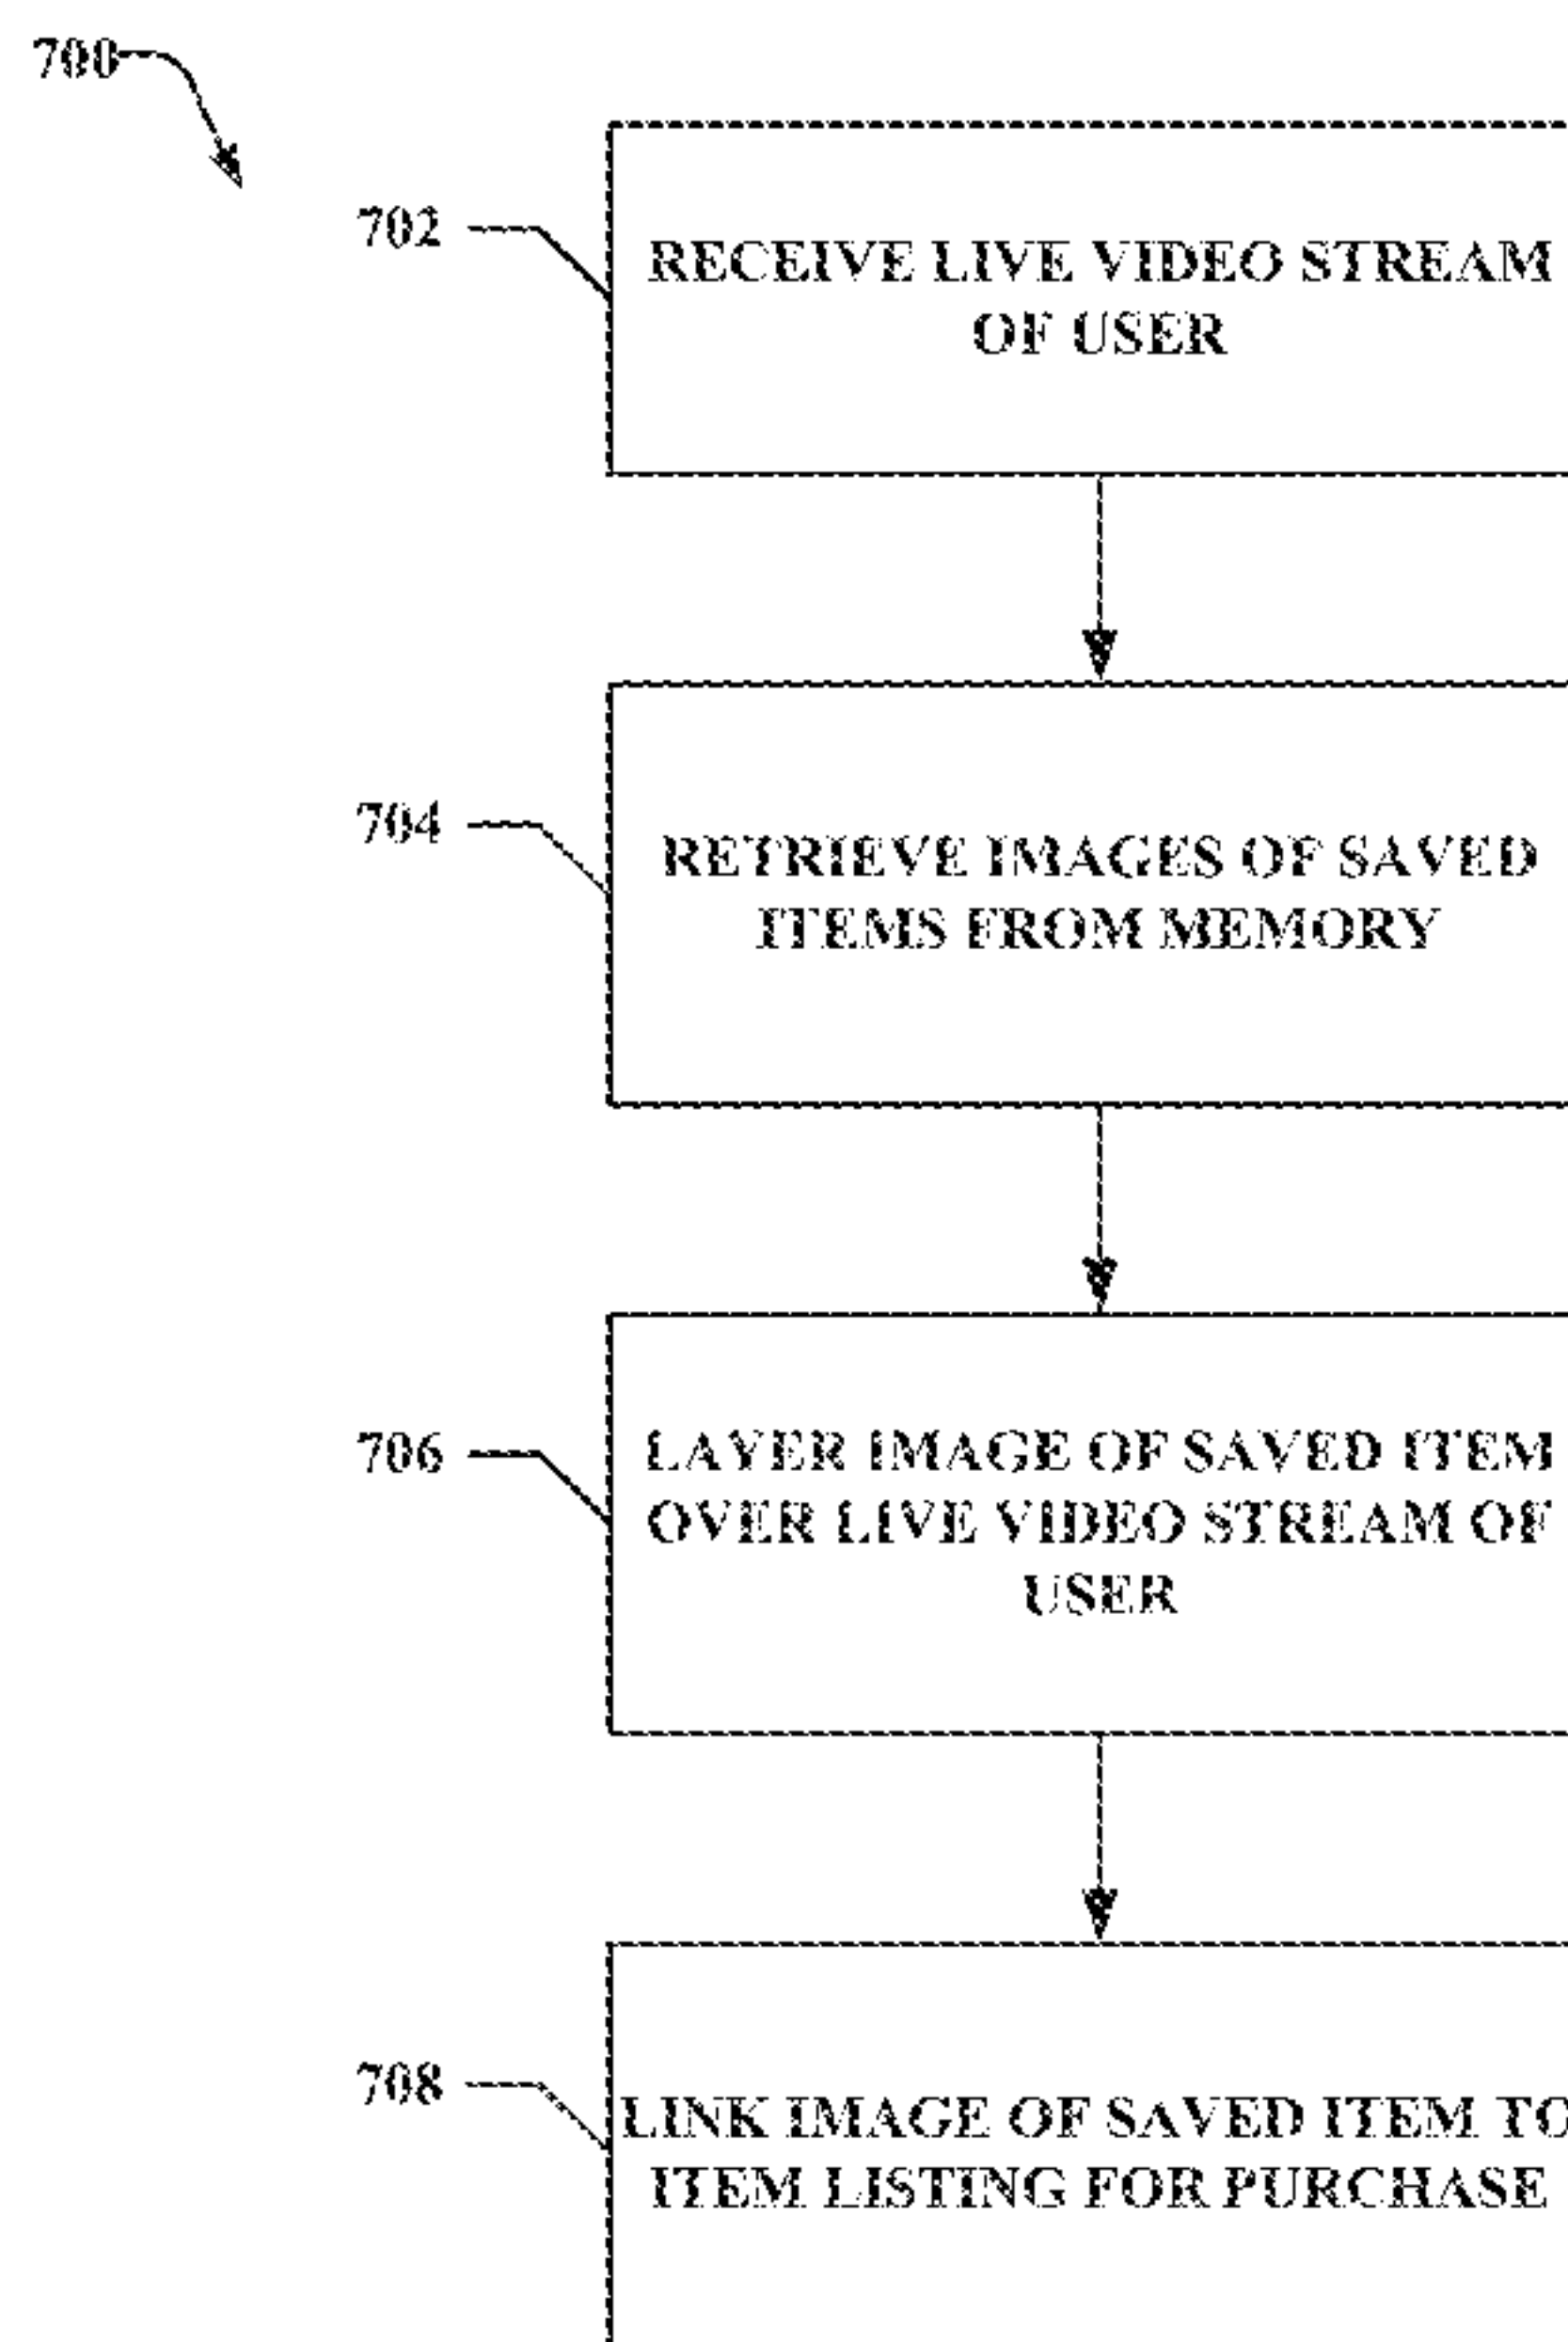 700
702
RECEIVE LIVE VIDEO STREAM
OF USER
704
RETRIEVE IMAGES OF SAVED
ITEMS FROM MEMORY
706
LAYER IMAGE OF SAVED ITEM
OVER LIVE VIDEO STREAM OF
USER
708
LINK IMAGE OF SAVED ITEM TO
ITEM LISTING FOR PURCHASE